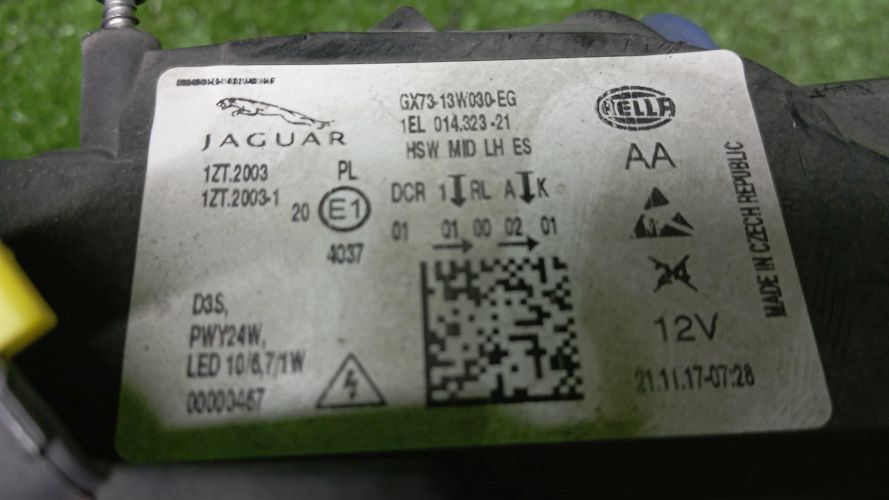 JAGUAR
GX73-13W030-EG
1EL 014.323-21
HSW MID LH ES
HELLA
AA
1ZT.2003 PL
1ZT.2003-1
20 E1
4037
DCR 1 RL A K
01 01 00 02 01
D3S,
PWY24W,
LED 10/6,7/1W
00000467
12V
21.11.17-07:28
MADE IN CZECH REPUBLIC